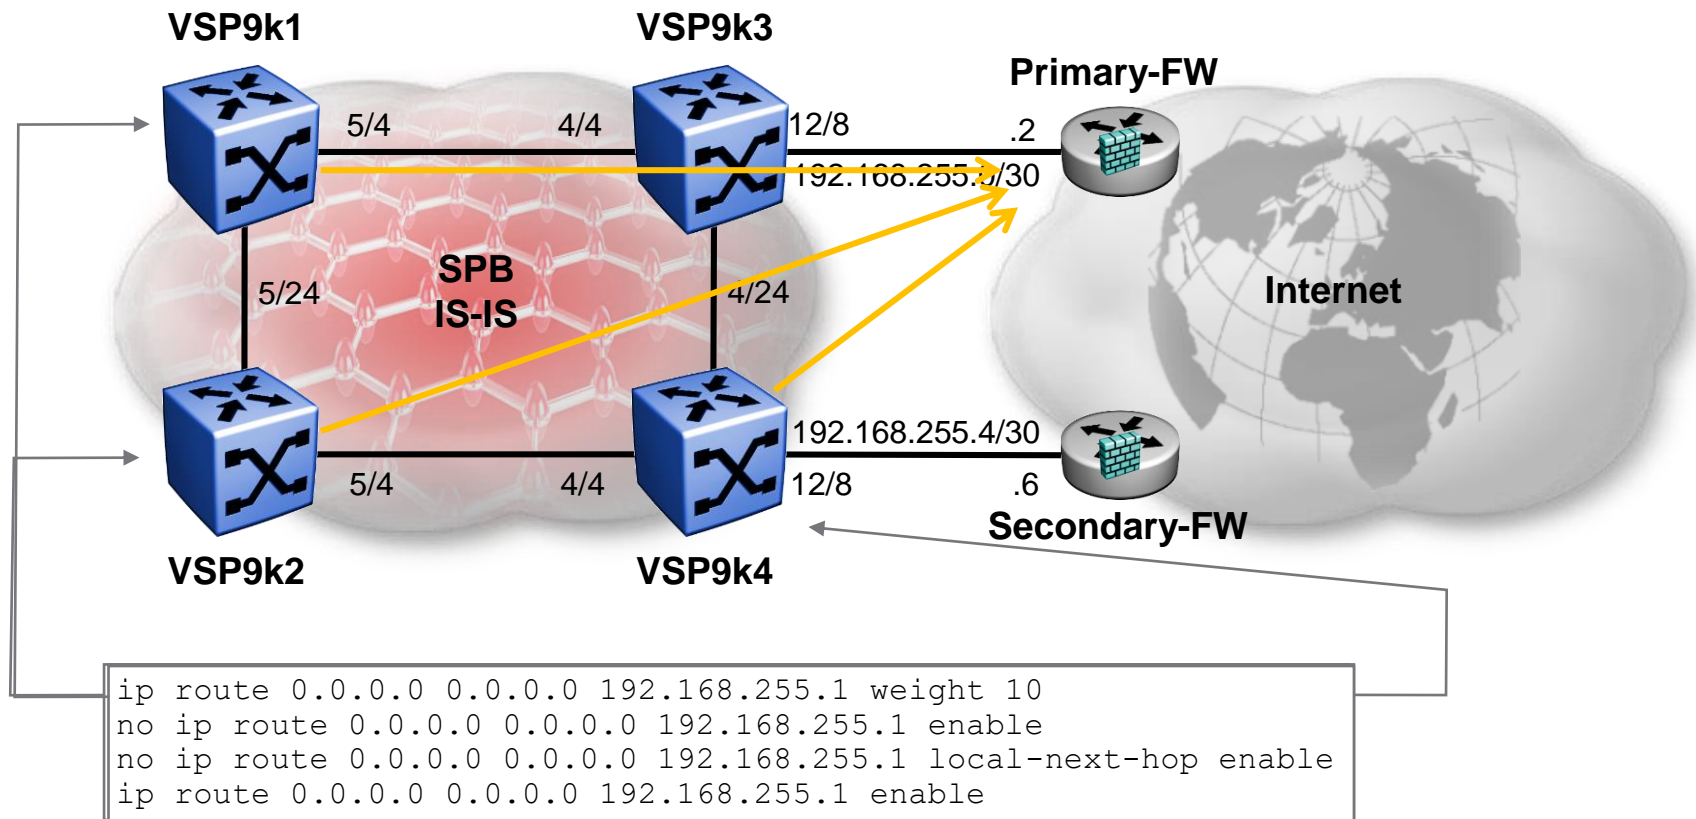 VSP9k1
VSP9k3
Primary-FW
5/4
4/4
12/8
.2
/30
SPB
IS-IS
5/24
4/24
Internet
192.168.255.4/30
5/4
4/4
12/8
.6
Secondary-FW
VSP9k2
VSP9k4
ip route 0.0.0.0 0.0.0.0 192.168.255.1 weight 10
no ip route 0.0.0.0 0.0.0.0 192.168.255.1 enable
no ip route 0.0.0.0 0.0.0.0 192.168.255.1 local-next-hop enable
ip route 0.0.0.0 0.0.0.0 192.168.255.1 enable